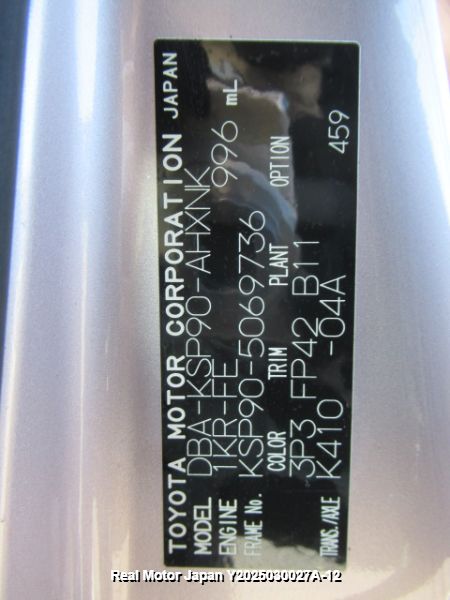 TOYOTA MOTOR CORPORATION JAPAN
MODEL DBA-KSP90-AHXNK
ENGINE 1KR-FE 996 mL
FRAME No. KSP90-5069736
COLOR TRIM PLANT OPTION
3P3 FP42 B11 459
TRANS./AXLE K410 -04A
Real Motor Japan Y2025030027A-12